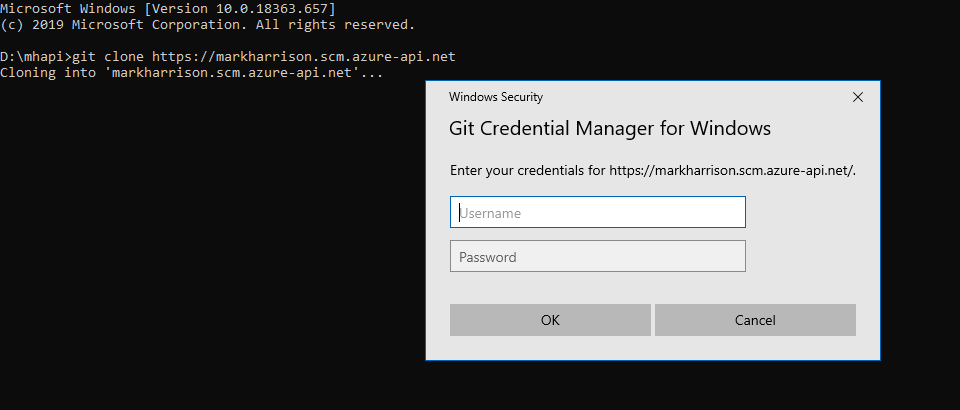 Microsoft Windows [Version 10.0.18363.657]
(c) 2019 Microsoft Corporation. All rights reserved.
D:\mhapi>git clone https://markharrison.scm.azure-api.net
Cloning into 'markharrison.scm.azure-api.net'...
Windows Security
Git Credential Manager for Windows
Enter your credentials for https://markharrison.scm.azure-api.net/.
Username
Password
OK Cancel